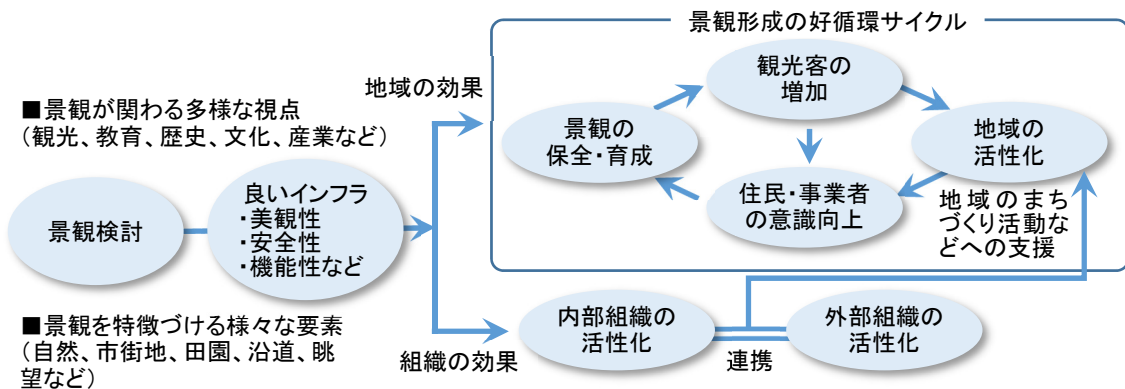 景観形成の好循環サイクル
地域の効果
■景観が関わる多様な視点
（観光、教育、歴史、文化、産業など）
景観検討
良いインフラ
・美観性
・安全性
・機能性など
■景観を特徴づける様々な要素
（自然、市街地、田園、沿道、眺
望など）
観光客の
増加
景観の
保全・育成
地域の
活性化
住民・事業者
の意識向上
地域のまち
づくり活動な
どへの支援
組織の効果
内部組織の
活性化
連携
外部組織の
活性化